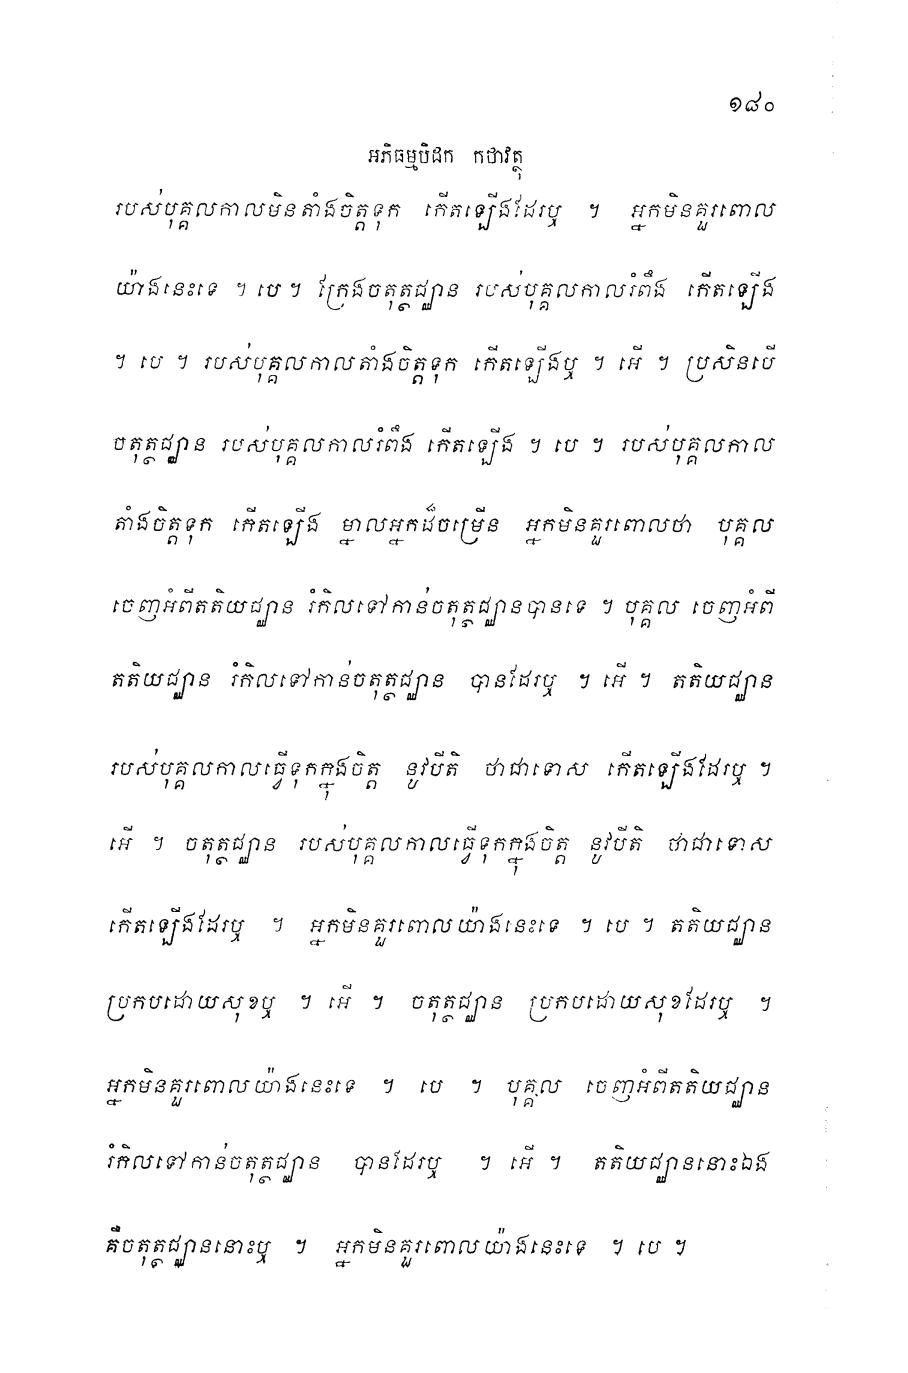 ១៨០
អភិធម្មបិដក កថាវត្ថុ
របស់បុគ្គលកាលមិនតាំងចិត្តទុក កើតឡើងដែរឬ ។ អ្នកមិនគួរពោល
យ៉ាងនេះទេ ។ បេ ។ ក្រែងចតុត្ថជ្ឈាន របស់បុគ្គលកាលរំពឹង កើតឡើង
។ បេ ។ របស់បុគ្គលកាលតាំងចិត្តទុក កើតឡើងឬ ។ អើ ។ ប្រសិនបើ
ចតុត្ថជ្ឈាន របស់បុគ្គលកាលរំពឹង កើតឡើង ។ បេ ។ របស់បុគ្គលកាល
តាំងចិត្តទុក កើតឡើង ម្នាលអ្នកដ៏ចម្រើន អ្នកមិនគួរពោលថា បុគ្គល
ចេញអំពីតតិយជ្ឈាន រំកិលទៅកាន់ចតុត្ថជ្ឈានបានទេ ។ បុគ្គល ចេញអំពី
តតិយជ្ឈាន រំកិលទៅកាន់ចតុត្ថជ្ឈាន បានដែរឬ ។ អើ ។ តតិយជ្ឈាន
របស់បុគ្គលកាលធ្វើទុកក្នុងចិត្ត នូវបីតិ ថាជាទោស កើតឡើងដែរឬ ។
អើ ។ ចតុត្ថជ្ឈាន របស់បុគ្គលកាលធ្វើទុកក្នុងចិត្ត នូវបីតិ ថាជាទោស
កើតឡើងដែរឬ ។ អ្នកមិនគួរពោលយ៉ាងនេះទេ ។ បេ ។ តតិយជ្ឈាន
ប្រកបដោយសុខឬ ។ អើ ។ ចតុត្ថជ្ឈាន ប្រកបដោយសុខដែរឬ ។
អ្នកមិនគួរពោលយ៉ាងនេះទេ ។ បេ ។ បុគ្គល ចេញអំពីតតិយជ្ឈាន
រំកិលទៅកាន់ចតុត្ថជ្ឈាន បានដែរឬ ។ អើ ។ តតិយជ្ឈាននោះឯង
គឺចតុត្ថជ្ឈាននោះឬ ។ អ្នកមិនគួរពោលយ៉ាងនេះទេ ។ បេ ។